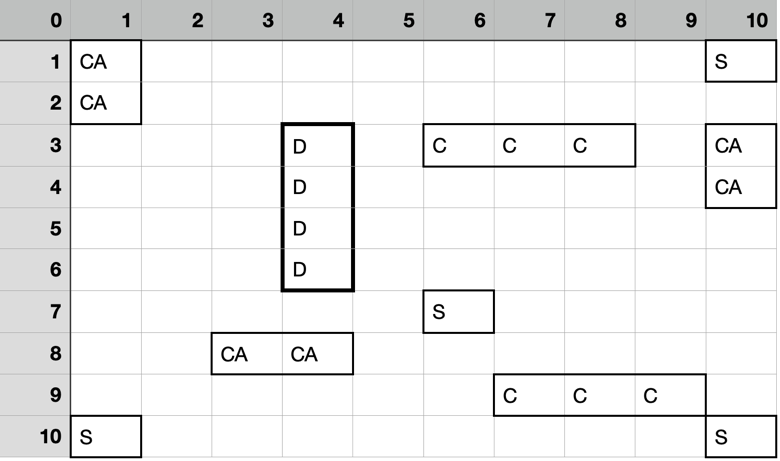 0 1 2 3 4 5 6 7 8 9 10
1 CA S
2 CA
3 D C C C CA
4 D CA
5 D
6 D
7 S
8 CA CA
9 C C C
10 S S